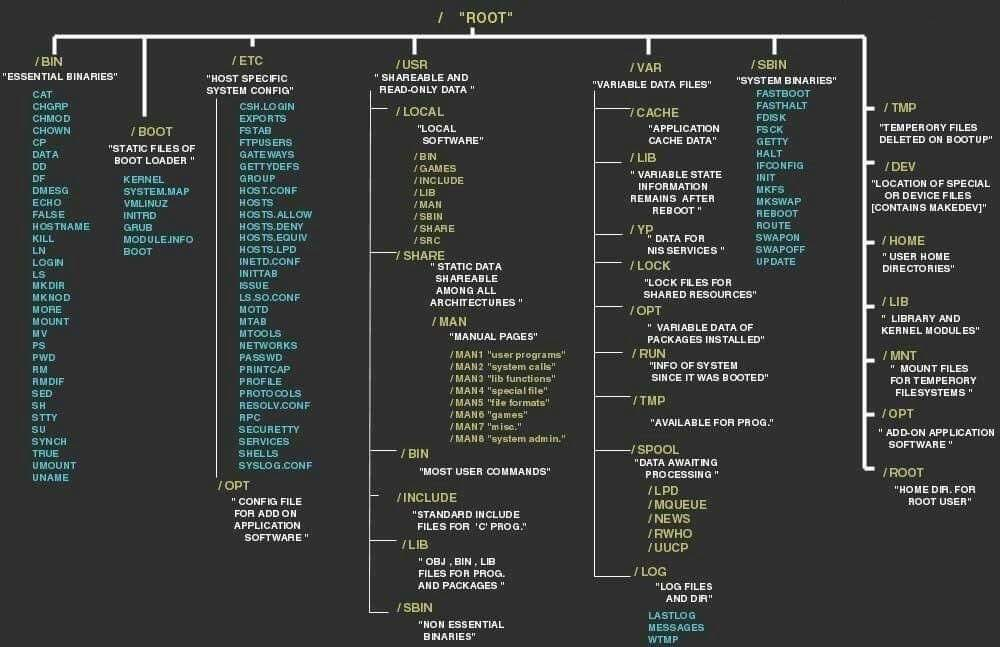 / "ROOT"
/BIN
"ESSENTIAL BINARIES"
CAT
CHGRP
CHMOD
CHOWN
CP
DATA
DD
DF
DMESG
ECHO
FALSE
HOSTNAME
KILL
LN
LOGIN
LS
MKDIR
MKNOD
MORE
MOUNT
MV
PS
PWD
RM
RMDIF
SED
SH
STTY
SU
SYNCH
TRUE
UMOUNT
UNAME
/BOOT
"STATIC FILES OF
BOOT LOADER "
KERNEL
SYSTEM.MAP
VMLINUZ
INITRD
GRUB
MODULE.INFO
BOOT
/ETC
"HOST SPECIFIC
SYSTEM CONFIG"
CSH.LOGIN
EXPORTS
FSTAB
FTPUSERS
GATEWAYS
GETTYDEFS
GROUP
HOST.CONF
HOSTS
HOSTS.ALLOW
HOSTS.DENY
HOSTS.EQUIV
HOSTS.LPD
INETD.CONF
INITTAB
ISSUE
LS.SO.CONF
MOTD
MTAB
MTOOLS
NETWORKS
PASSWD
PRINTCAP
PROFILE
PROTOCOLS
RESOLV.CONF
RPC
SECURETTY
SERVICES
SHELLS
SYSLOG.CONF
/OPT
" CONFIG FILE
FOR ADD ON
APPLICATION
SOFTWARE "
/USR
" SHAREABLE AND
READ-ONLY DATA "
/LOCAL
"LOCAL
SOFTWARE"
/BIN
/GAMES
/INCLUDE
/LIB
/MAN
/SBIN
/SHARE
/SRC
/SHARE
" STATIC DATA
SHAREABLE
AMONG ALL
ARCHITECTURES "
/MAN
"MANUAL PAGES"
/MAN1 "user programs"
/MAN2 "system calls"
/MAN3 "lib functions"
/MAN4 "special file"
/MAN5 "file formats"
/MAN6 "games"
/MAN7 "misc."
/MAN8 "system admin."
/BIN
"MOST USER COMMANDS"
/INCLUDE
"STANDARD INCLUDE
FILES FOR 'C' PROG."
/LIB
" OBJ , BIN , LIB
FILES FOR PROG.
AND PACKAGES "
/SBIN
"NON ESSENTIAL
BINARIES"
/VAR
"VARIABLE DATA FILES"
/CACHE
"APPLICATION
CACHE DATA"
/LIB
" VARIABLE STATE
INFORMATION
REMAINS AFTER
REBOOT "
/YP
" DATA FOR
NIS SERVICES "
/LOCK
"LOCK FILES FOR
SHARED RESOURCES"
/OPT
" VARIABLE DATA OF
PACKAGES INSTALLED"
/RUN
"INFO OF SYSTEM
SINCE IT WAS BOOTED"
/TMP
"AVAILABLE FOR PROG."
/SPOOL
"DATA AWAITING
PROCESSING "
/LPD
/MQUEUE
/NEWS
/RWHO
/UUCP
/LOG
"LOG FILES
AND DIR"
LASTLOG
MESSAGES
WTMP
/SBIN
"SYSTEM BINARIES"
FASTBOOT
FASTHALT
FDISK
FSCK
GETTY
HALT
IFCONFIG
INIT
MKFS
MKSWAP
REBOOT
ROUTE
SWAPON
SWAPOFF
UPDATE
/TMP
"TEMPERORY FILES
DELETED ON BOOTUP"
/DEV
"LOCATION OF SPECIAL
OR DEVICE FILES
[CONTAINS MAKEDEV]"
/HOME
" USER HOME
DIRECTORIES"
/LIB
" LIBRARY AND
KERNEL MODULES"
/MNT
" MOUNT FILES
FOR TEMPERORY
FILESYSTEMS "
/OPT
" ADD-ON APPLICATION
SOFTWARE "
/ROOT
"HOME DIR. FOR
ROOT USER"